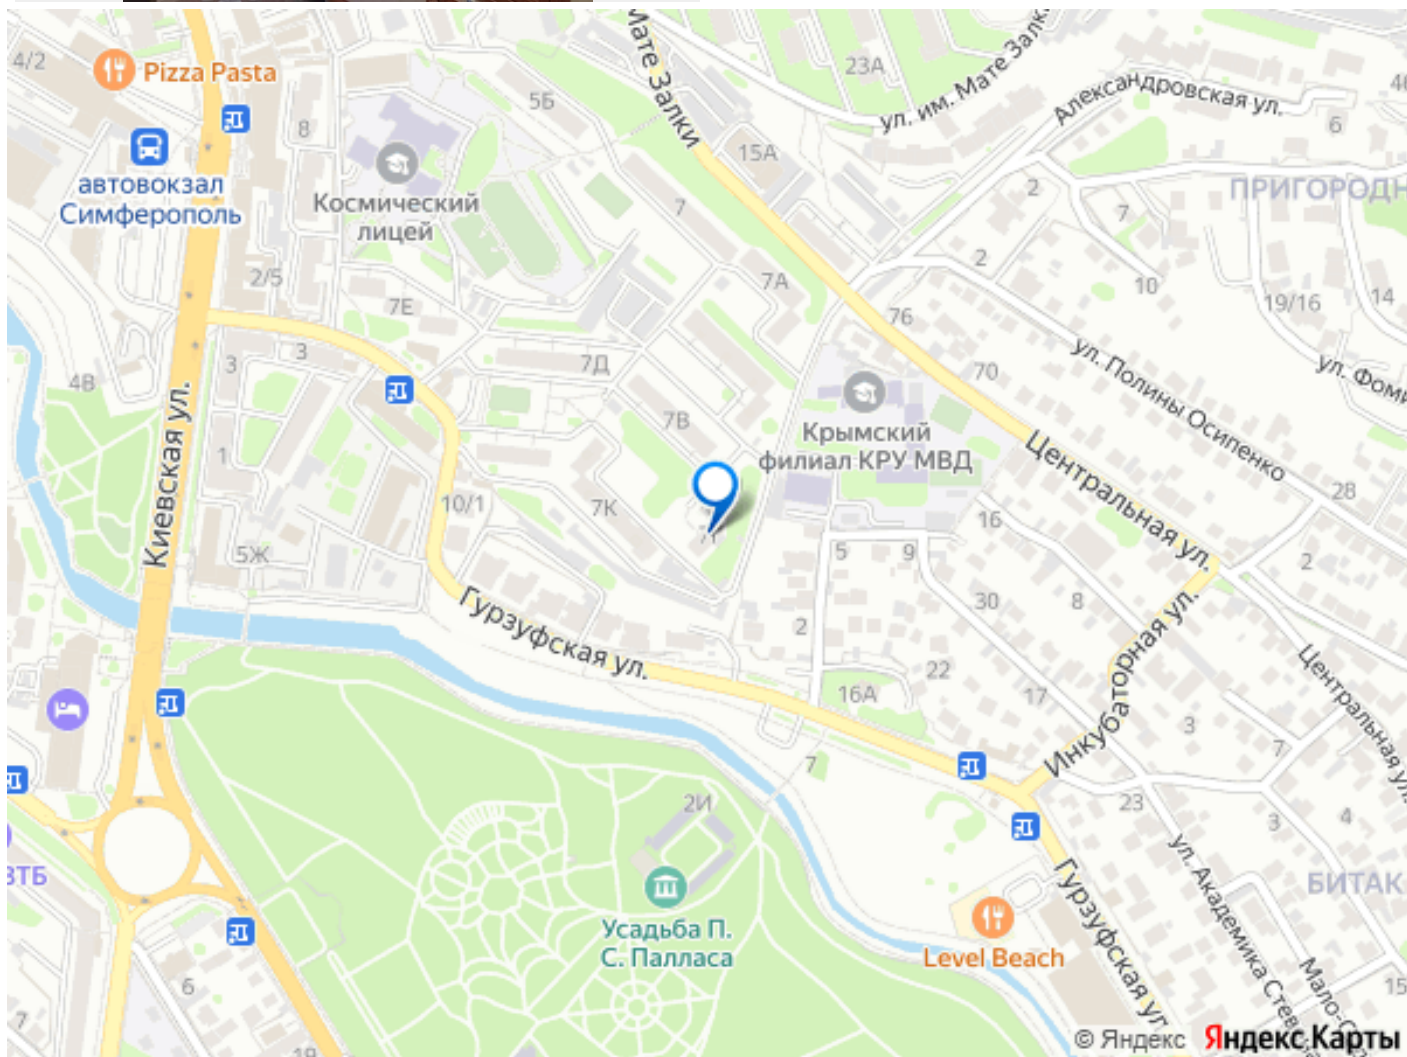 4/2
Pizza Pasta
8
5Б
автовокзал
Симферополь
Космический
лицей
2/5
7Е
7
7А
15А
23А
Мате Залки
ул. им. Мате Залки
Александровская ул.
6
ПРИГОРОДН
2
7
10
2
19/16
14
ул. Полины Осипенко
ул. Фоми
76
70
3
3
4В
1
5Ж
Киевская ул.
7Д
7В
7К
10/1
Крымский
филиал КРУ МВД
Центральная ул.
28
16
5
9
2
30
8
2
22
17
16А
7
Гурзуфская ул.
Инкубаторная ул.
Центральная ул.
3
7
23
3
4
БИТАК
2И
Усадьба П.
С. Палласа
Level Beach
Гурзуфская ул.
ул. Академика Стев
Мало-С
15
ВТБ
6
7
19
© Яндекс Яндекс Карты